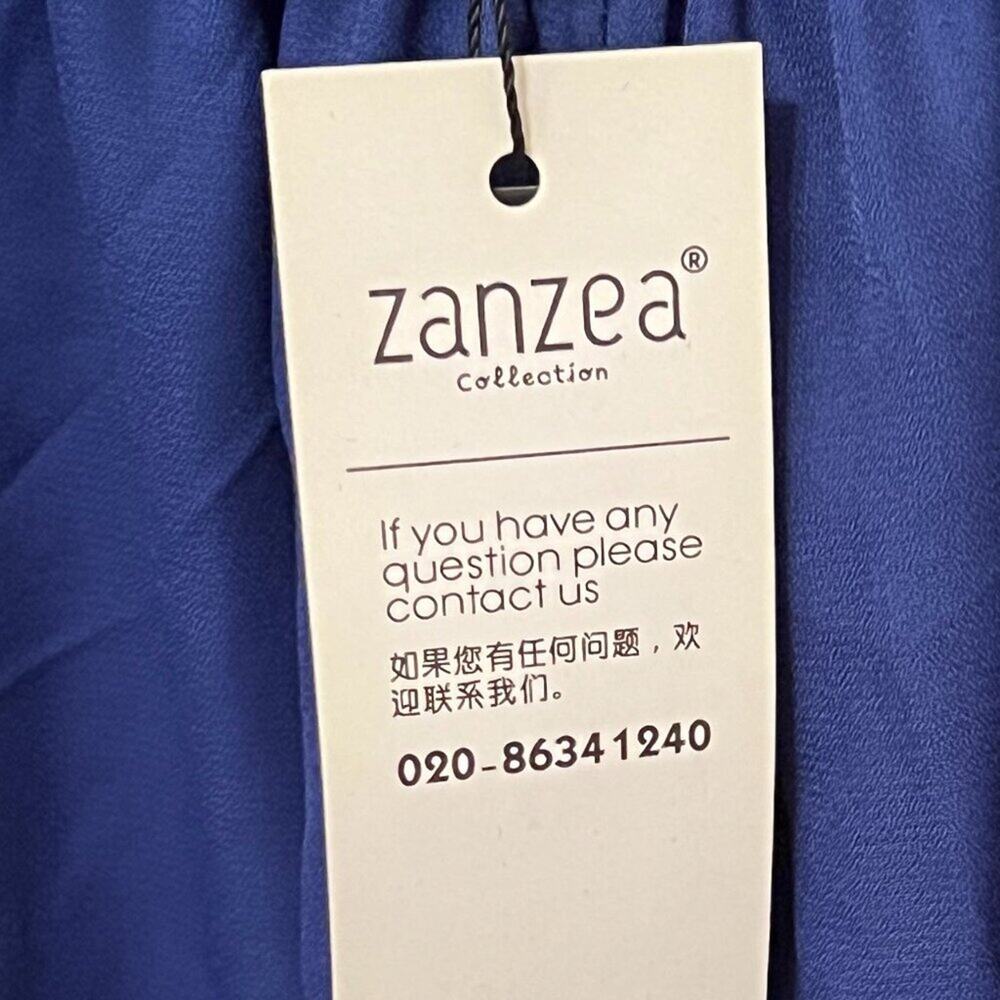 zanzea®
Collection
If you have any
question please
contact us
如果您有任何问题，欢
迎联系我们。
020-86341240